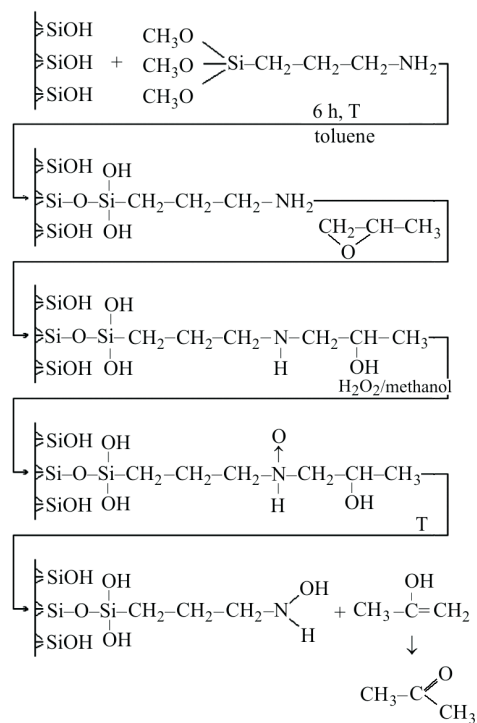 SiOH
CH₃O
SiOH + CH₃O Si–CH₂–CH₂–CH₂–NH₂
SiOH
CH₃O
6 h, T
toluene
SiOH OH
Si–O–Si–CH₂–CH₂–CH₂–NH₂
SiOH OH
CH₂–CH–CH₃
O
SiOH OH
Si–O–Si–CH₂–CH₂–CH₂–N–CH₂–CH–CH₃
SiOH OH H OH
H₂O₂/methanol
SiOH OH O
Si–O–Si–CH₂–CH₂–CH₂–N–CH₂–CH–CH₃
SiOH OH H OH
T
SiOH OH OH OH
Si–O–Si–CH₂–CH₂–CH₂–N + CH₃–C=CH₂
SiOH OH H
↓
O
CH₃–C
CH₃